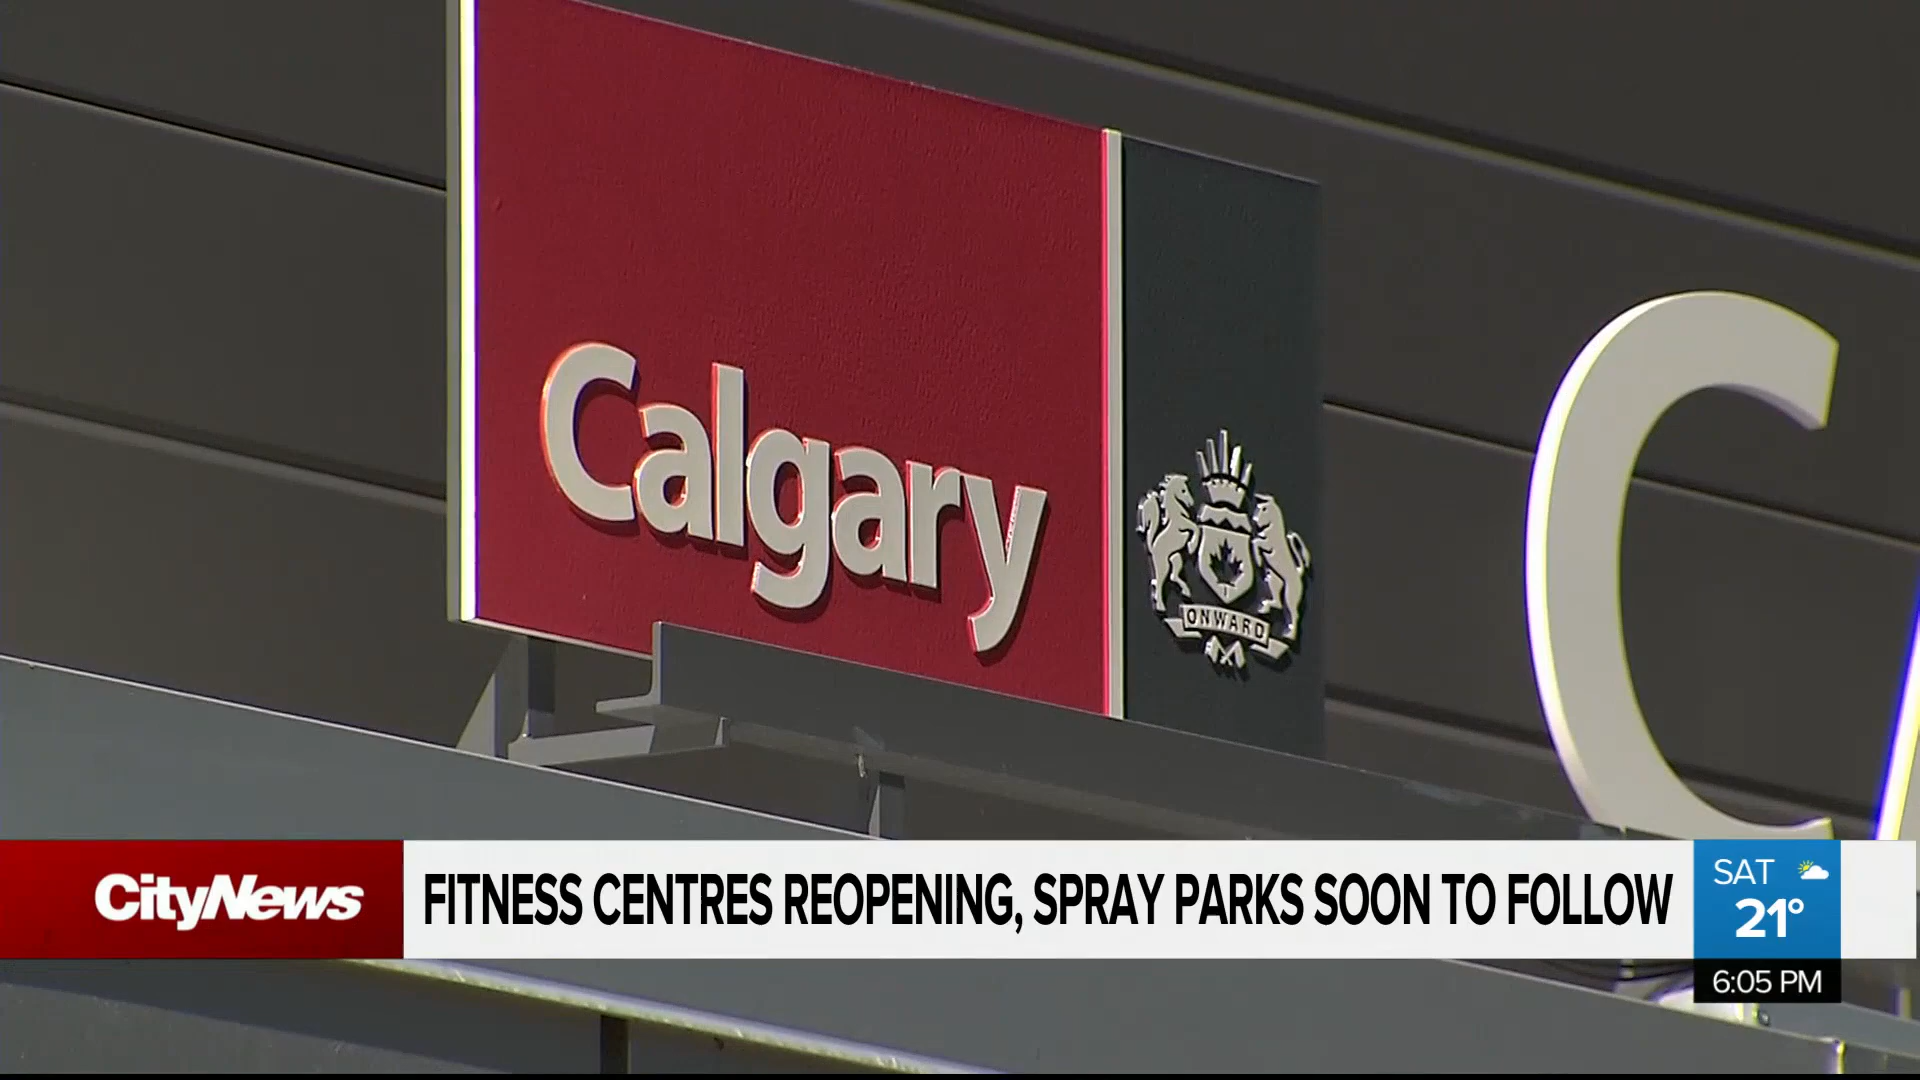 Calgary
ONWARD
C
CityNews
FITNESS CENTRES REOPENING, SPRAY PARKS SOON TO FOLLOW
SAT
21°
6:05 PM